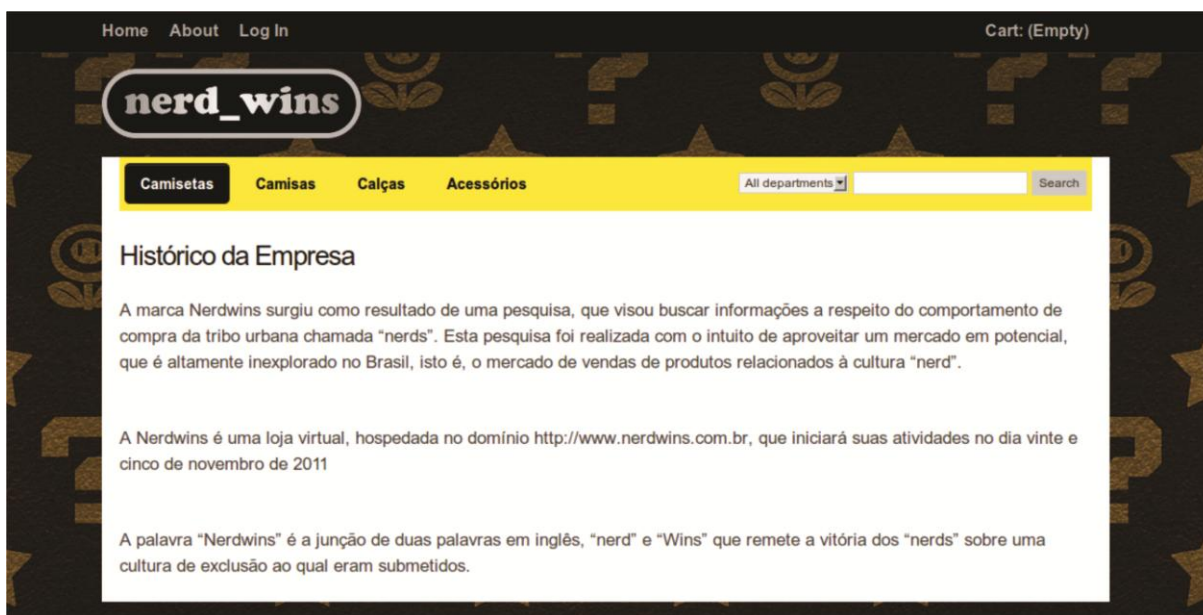 Home About Log In Cart: (Empty)
nerd_wins
Camisetas Camisas Calças Acessórios All departments Search
Histórico da Empresa
A marca Nerdwins surgiu como resultado de uma pesquisa, que visou buscar informações a respeito do comportamento de
compra da tribo urbana chamada “nerds”. Esta pesquisa foi realizada com o intuito de aproveitar um mercado em potencial,
que é altamente inexplorado no Brasil, isto é, o mercado de vendas de produtos relacionados à cultura “nerd”.
A Nerdwins é uma loja virtual, hospedada no domínio http://www.nerdwins.com.br, que iniciará suas atividades no dia vinte e
cinco de novembro de 2011
A palavra “Nerdwins” é a junção de duas palavras em inglês, “nerd” e “Wins” que remete a vitória dos “nerds” sobre uma
cultura de exclusão ao qual eram submetidos.